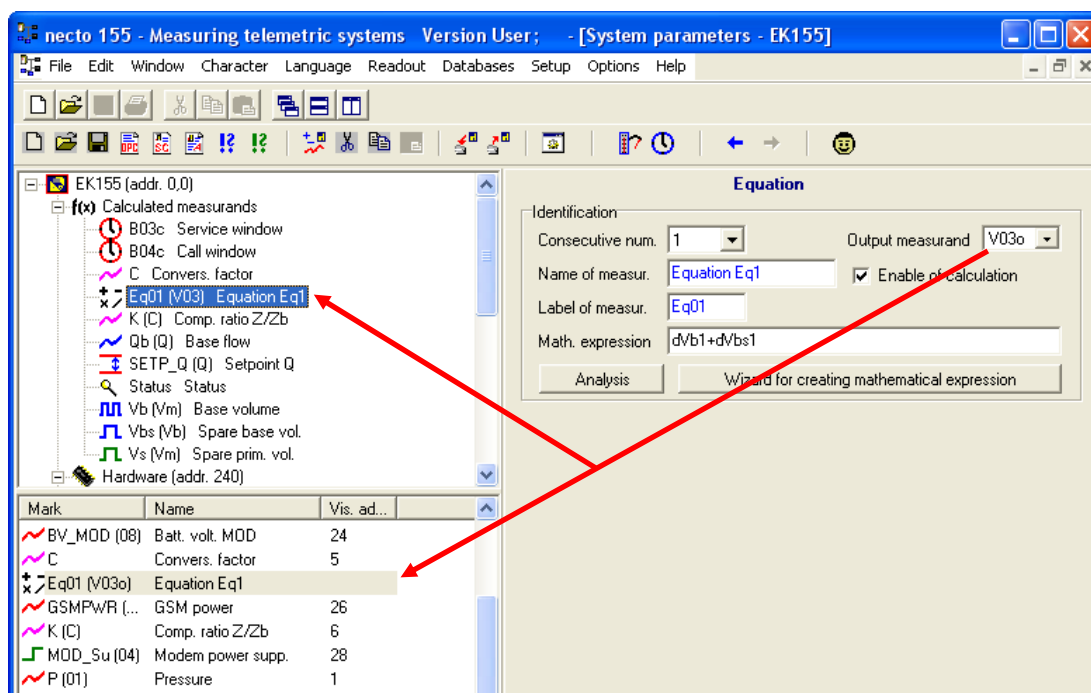 necto 155 - Measuring telemetric systems Version User; - [System parameters - EK155]
File Edit Window Character Language Readout Databases Setup Options Help
EK155 (addr. 0,0)
f(x) Calculated measurands
B03c Service window
B04c Call window
C Convers. factor
Eq01 (V03) Equation Eq1
K (C) Comp. ratio Z/Zb
Qb (Q) Base flow
SETP_Q (Q) Setpoint Q
Status Status
Vb (Vm) Base volume
Vbs (Vb) Spare base vol.
Vs (Vm) Spare prim. vol.
Hardware (addr. 240)
Mark Name Vis. ad...
BV_MOD (08) Batt. volt. MOD 24
C Convers. factor 5
Eq01 (V03o) Equation Eq1
GSMPWR (... GSM power 26
K (C) Comp. ratio Z/Zb 6
MOD_Su (04) Modem power supp. 28
P (01) Pressure 1
Equation
Identification
Consecutive num. 1 Output measurand V03o
Name of measur. Equation Eq1 Enable of calculation
Label of measur. Eq01
Math. expression dVb1+dVbs1
Analysis Wizard for creating mathematical expression